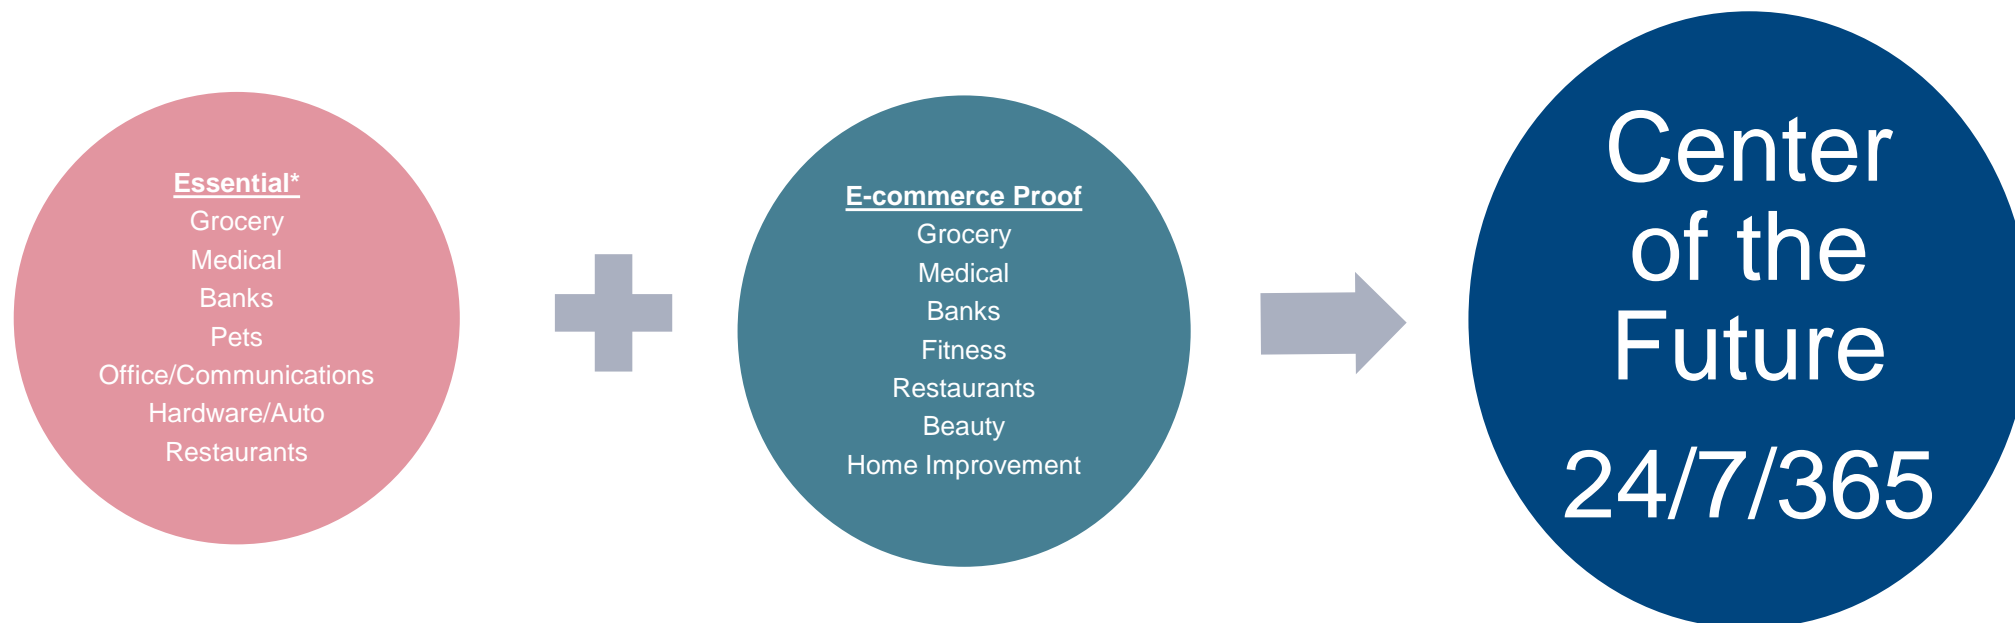 Essential*
Grocery
Medical
Banks
Pets
Office/Communications
Hardware/Auto
Restaurants
E-commerce Proof
Grocery
Medical
Banks
Fitness
Restaurants
Beauty
Home Improvement
Center
of the
Future
24/7/365